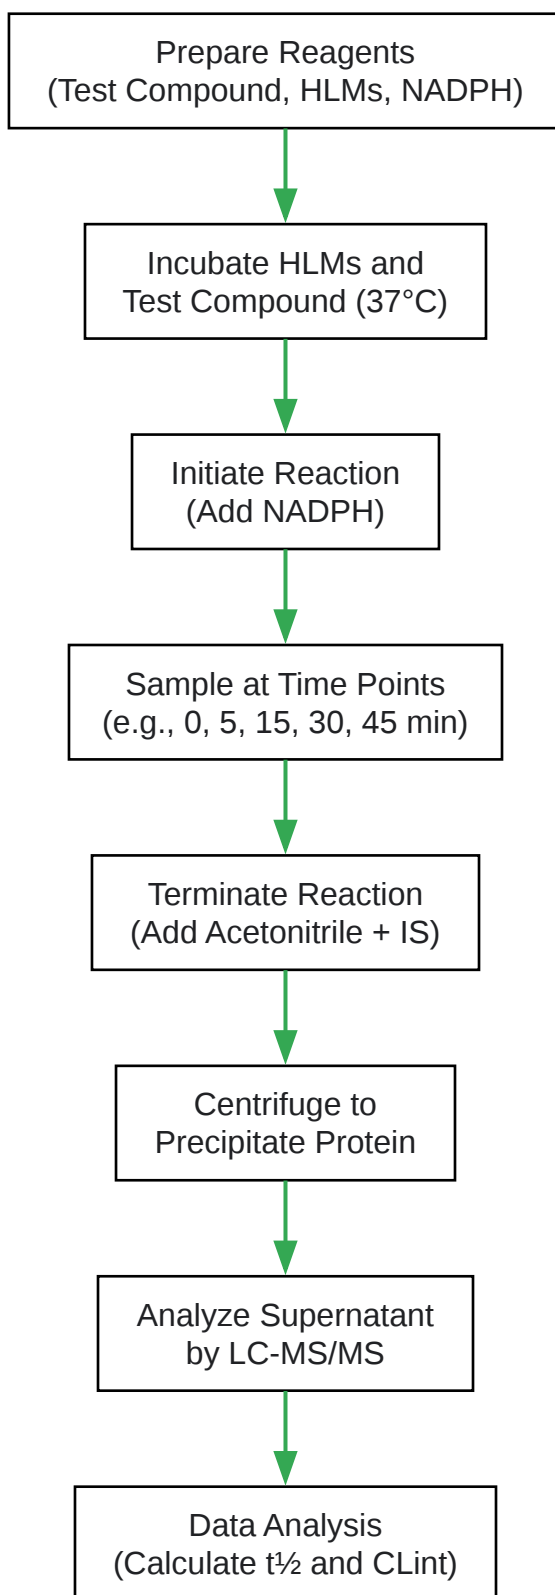 Prepare Reagents
(Test Compound, HLMs, NADPH)
Incubate HLMs and
Test Compound (37°C)
Initiate Reaction
(Add NADPH)
Sample at Time Points
(e.g., 0, 5, 15, 30, 45 min)
Terminate Reaction
(Add Acetonitrile + IS)
Centrifuge to
Precipitate Protein
Analyze Supernatant
by LC-MS/MS
Data Analysis
(Calculate t½ and CLint)